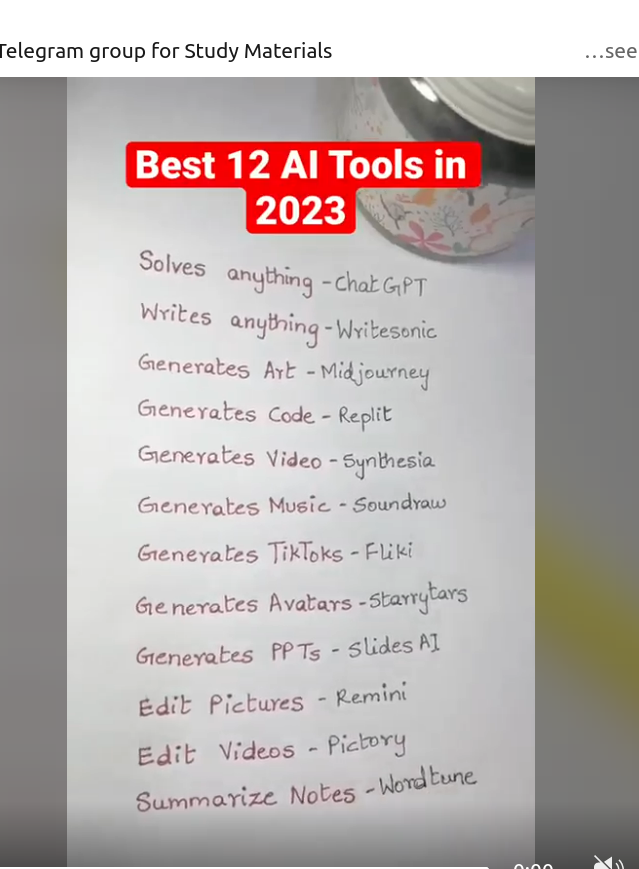 Telegram group for Study Materials …see
Best 12 AI Tools in
2023
Solves anything - ChatGPT
Writes anything - Writesonic
Generates Art - Midjourney
Generates Code - Replit
Generates Video - Synthesia
Generates Music - Soundraw
Generates TikToks - Fliki
Generates Avatars - Starrytars
Generates PPTs - Slides AI
Edit Pictures - Remini
Edit Videos - Pictory
Summarize Notes - Wordtune
0:00